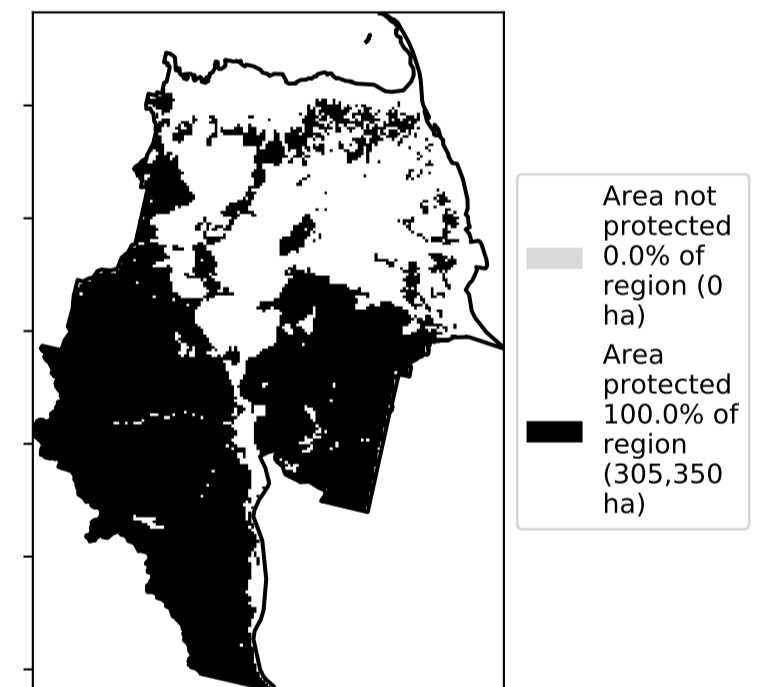 Area not
protected
0.0% of
region (0
ha)
Area
protected
100.0% of
region
(305,350
ha)